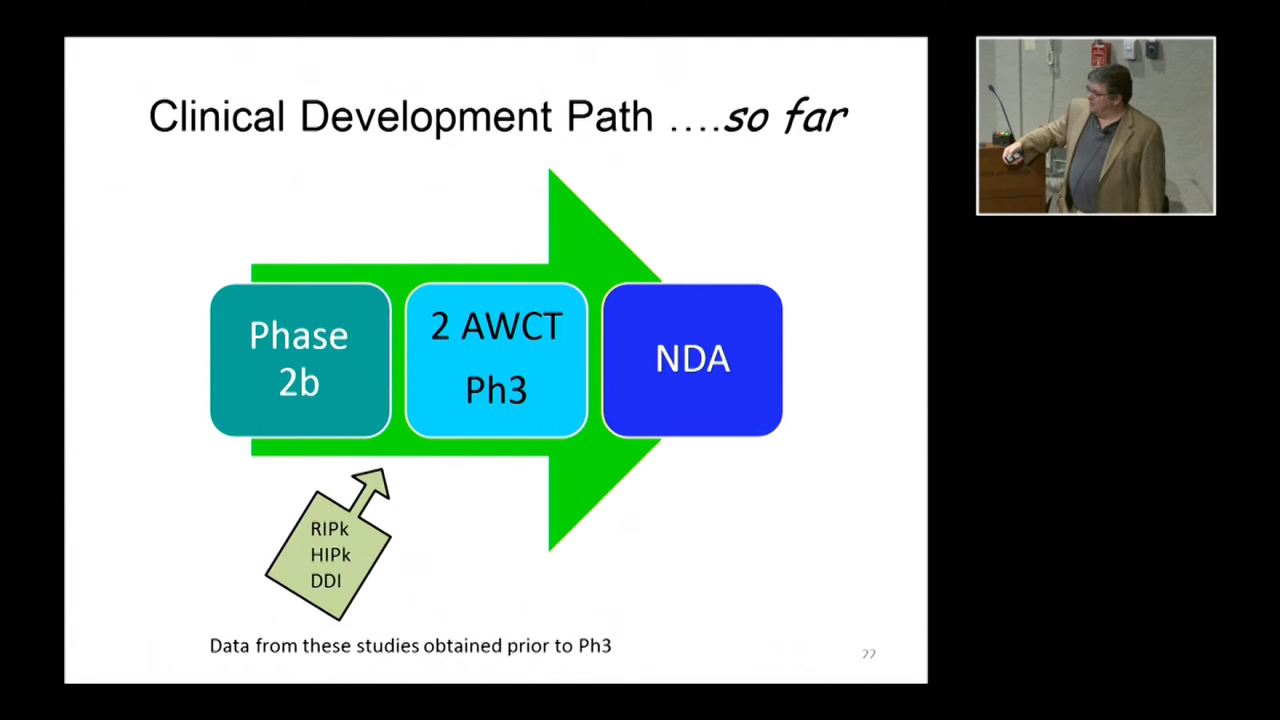 Clinical Development Path ....so far
Phase
2b
2 AWCT
Ph3
NDA
RIPk
HIPk
DDI
Data from these studies obtained prior to Ph3
22